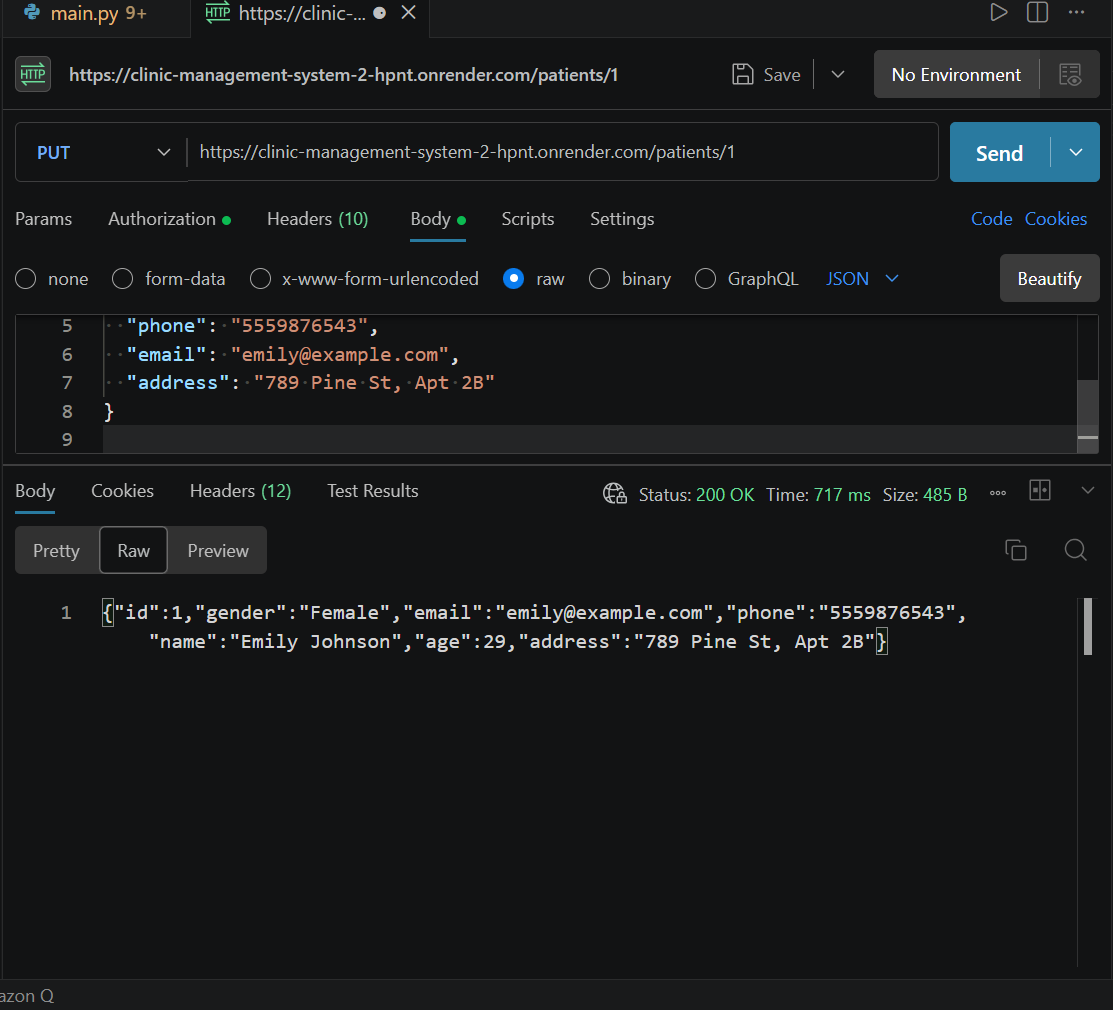 main.py 9+ HTTP https://clinic-...
HTTP https://clinic-management-system-2-hpnt.onrender.com/patients/1 Save No Environment
PUT https://clinic-management-system-2-hpnt.onrender.com/patients/1 Send
Params Authorization Headers (10) Body Scripts Settings Code Cookies
none form-data x-www-form-urlencoded raw binary GraphQL JSON Beautify
5 "phone": "5559876543",
6 "email": "emily@example.com",
7 "address": "789 Pine St, Apt 2B"
8 }
9
Body Cookies Headers (12) Test Results Status: 200 OK Time: 717 ms Size: 485 B
Pretty Raw Preview
1 {"id":1,"gender":"Female","email":"emily@example.com","phone":"5559876543",
"name":"Emily Johnson","age":29,"address":"789 Pine St, Apt 2B"}
azon Q